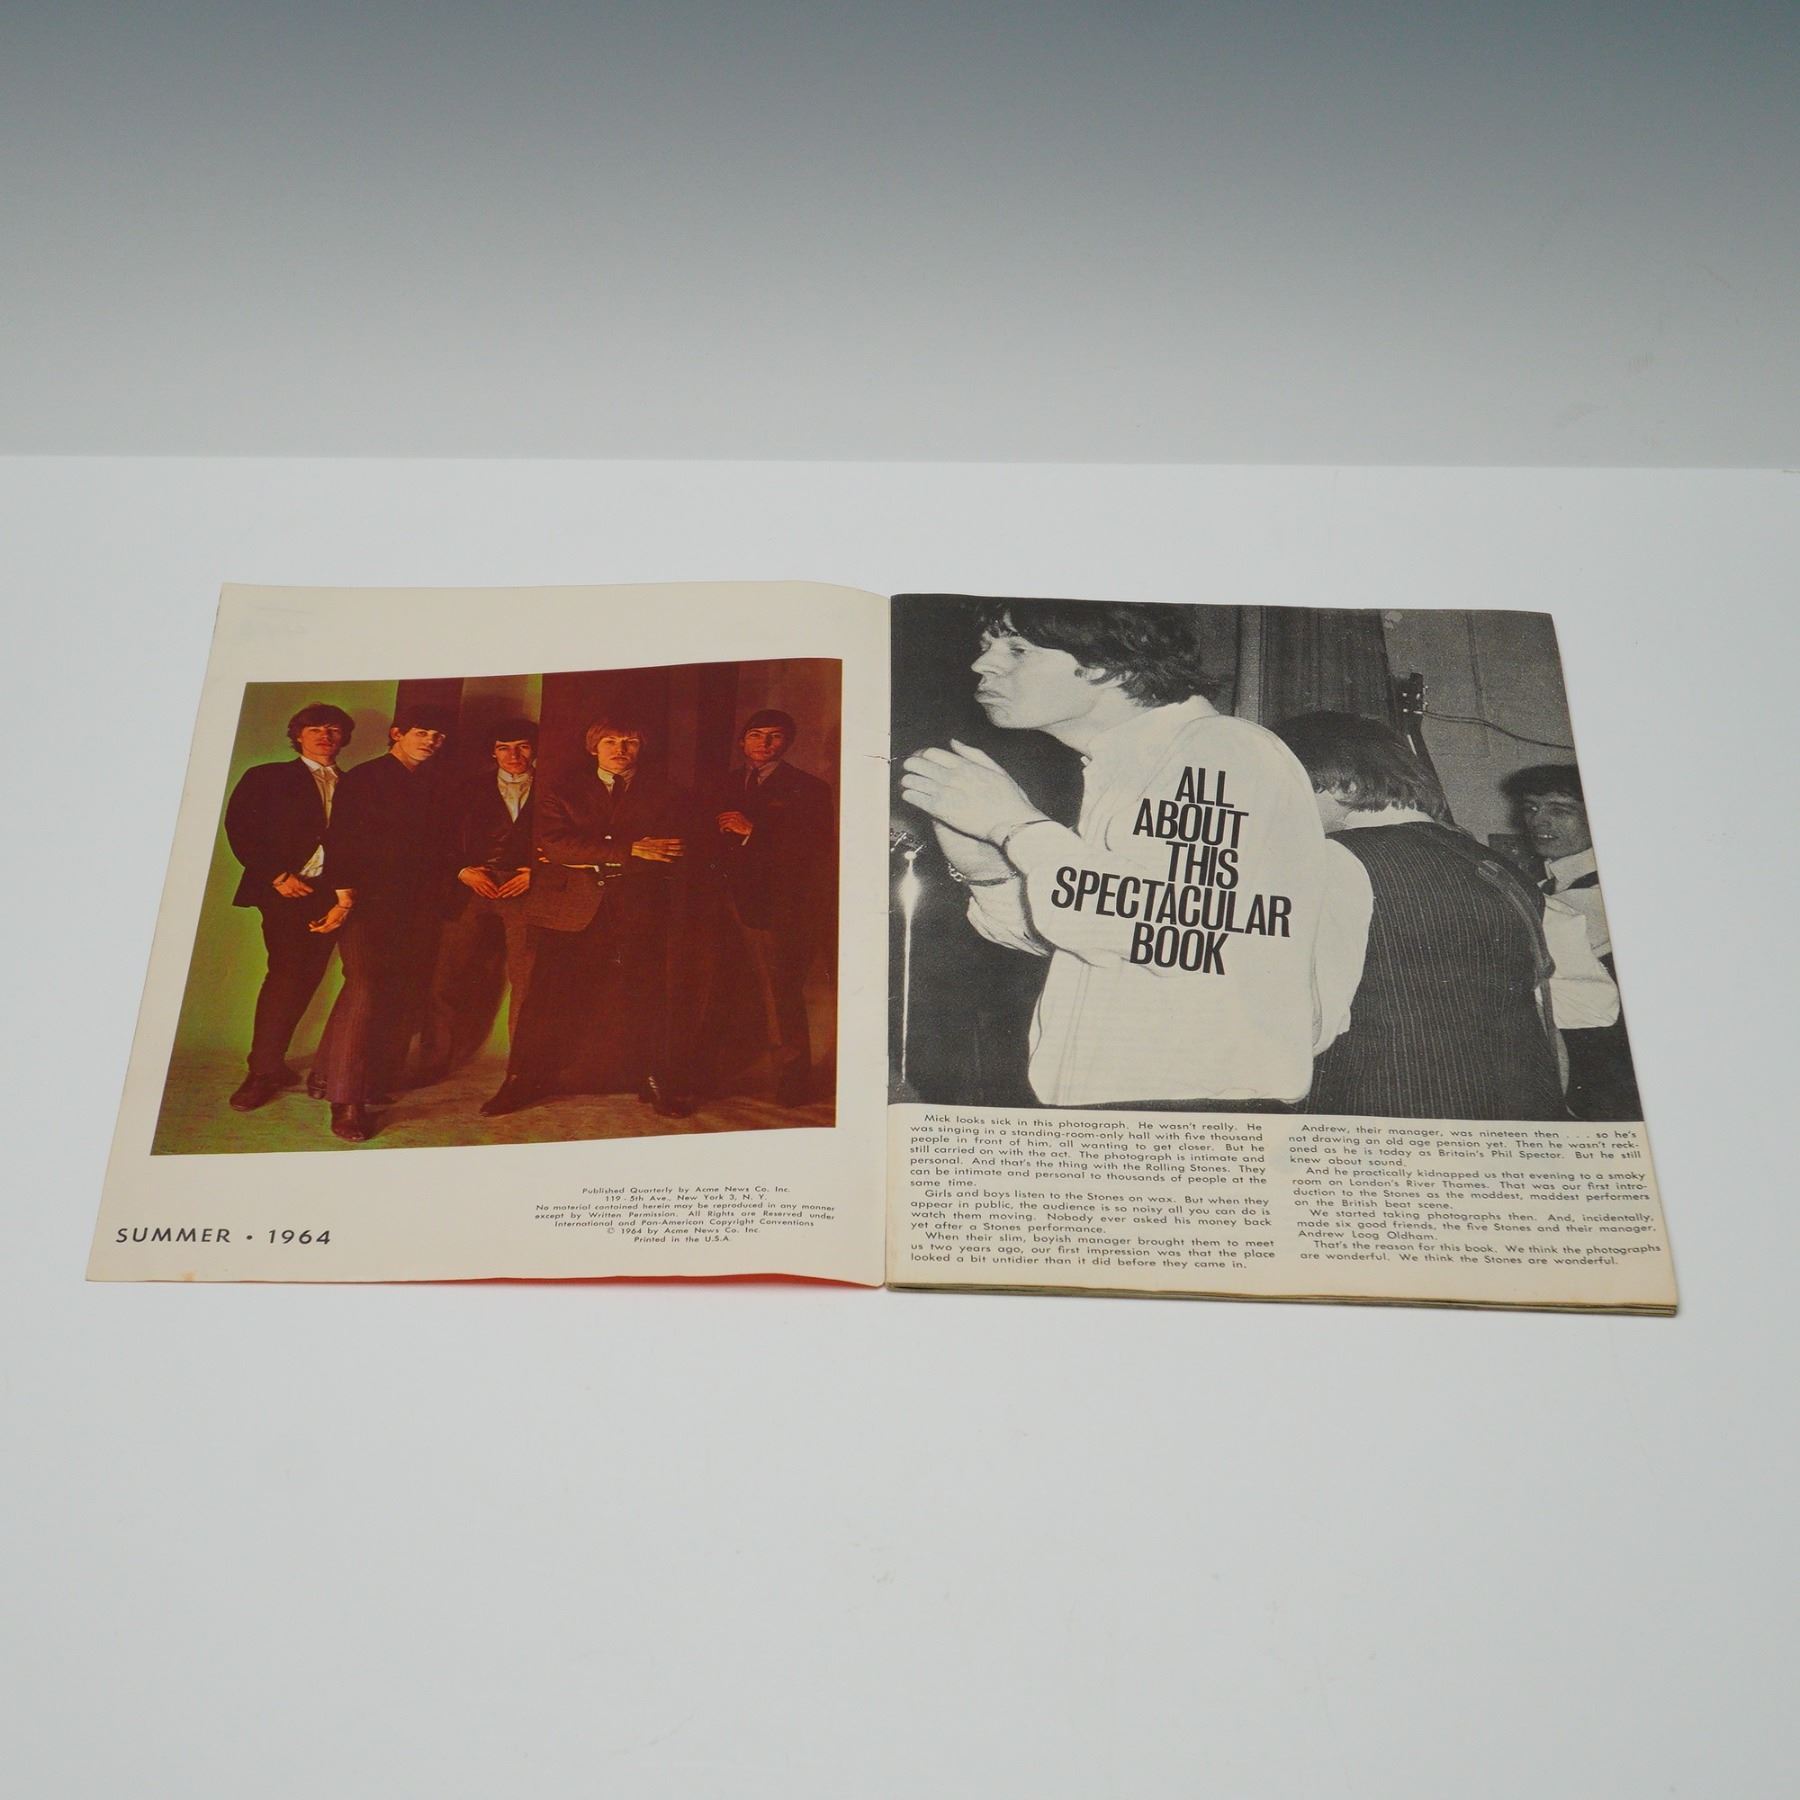 SUMMER • 1964
Published Quarterly by Acme News Co. Inc.
119 - 5th Ave., New York 3, N. Y.
No material contained herein may be reproduced in any manner
except by Written Permission. All Rights are Reserved under
International and Pan-American Copyright Conventions
© 1964 by Acme News Co. Inc.
Printed in the U.S.A.
ALL
ABOUT
THIS
SPECTACULAR
BOOK
Mick looks sick in this photograph. He wasn't really. He
was singing in a standing-room-only hall with five thousand
people in front of him, all wanting to get closer. But he
still carried on with the act. The photograph is intimate and
personal. And that's the thing with the Rolling Stones. They
can be intimate and personal to thousands of people at the
same time.
Girls and boys listen to the Stones on wax. But when they
appear in public, the audience is so noisy all you can do is
watch them moving. Nobody ever asked his money back
yet after a Stones performance.
When their slim, boyish manager brought them to meet
us two years ago, our first impression was that the place
looked a bit untidier than it did before they came in.
Andrew, their manager, was nineteen then . . . so he's
not drawing an old age pension yet. Then he wasn't reck-
oned as he is today as Britain's Phil Spector. But he still
knew about sound.
And he practically kidnapped us that evening to a smoky
room on London's River Thames. That was our first intro-
duction to the Stones as the moddest, maddest performers
on the British beat scene.
We started taking photographs then. And, incidentally,
made six good friends, the five Stones and their manager,
Andrew Loog Oldham.
That's the reason for this book. We think the photographs
are wonderful. We think the Stones are wonderful.